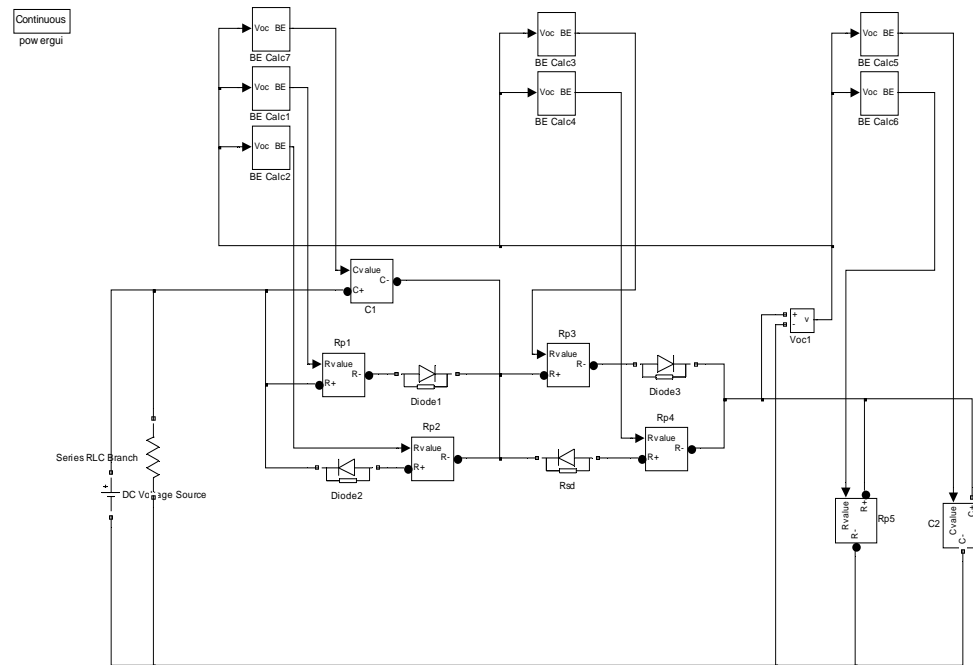 Continuous
powergui
Voc BE
BE Calc7
Voc BE
BE Calc1
Voc BE
BE Calc2
Voc BE
BE Calc3
Voc BE
BE Calc4
Voc BE
BE Calc5
Voc BE
BE Calc6
Cvalue
C-
C+
C1
Rp1
Rvalue
R-
R+
Diode1
Rp3
Rvalue
R-
R+
Diode3
+
v
-
Voc1
Rp2
Rvalue
R-
R+
Diode2
Rp4
Rvalue
R-
R+
Rsd
Series RLC Branch
+
DC Voltage Source
Rvalue
R+
R-
Rp5
C2
Cvalue
C+
C-